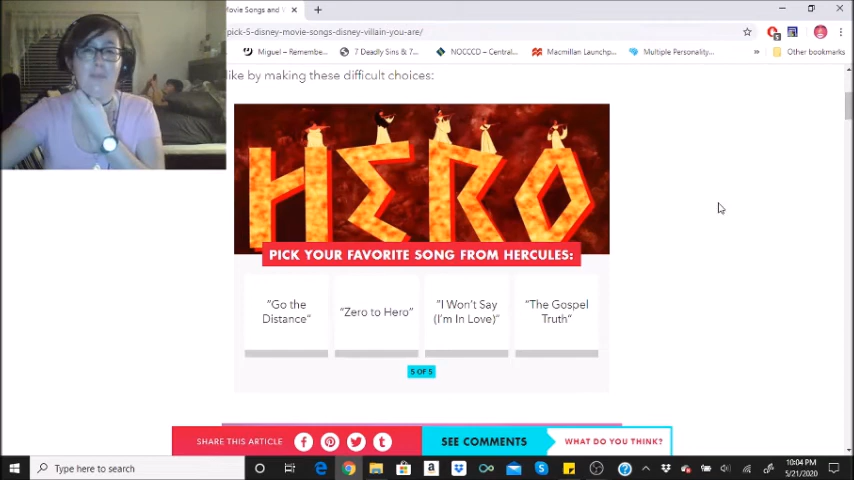 lovie Songs and V
pick-5-disney-movie-songs-disney-villain-you-are/
Miguel – Remembe...
7 Deadly Sins & 7...
NOCCCD – Central...
Macmillan Launchp...
Multiple Personality...
Other bookmarks
like by making these difficult choices:
HERO
PICK YOUR FAVORITE SONG FROM HERCULES:
"Go the
Distance"
"Zero to Hero"
"I Won't Say
(I'm In Love)"
"The Gospel
Truth"
5 OF 5
SHARE THIS ARTICLE
SEE COMMENTS
WHAT DO YOU THINK?
Type here to search
10:04 PM
5/21/2020